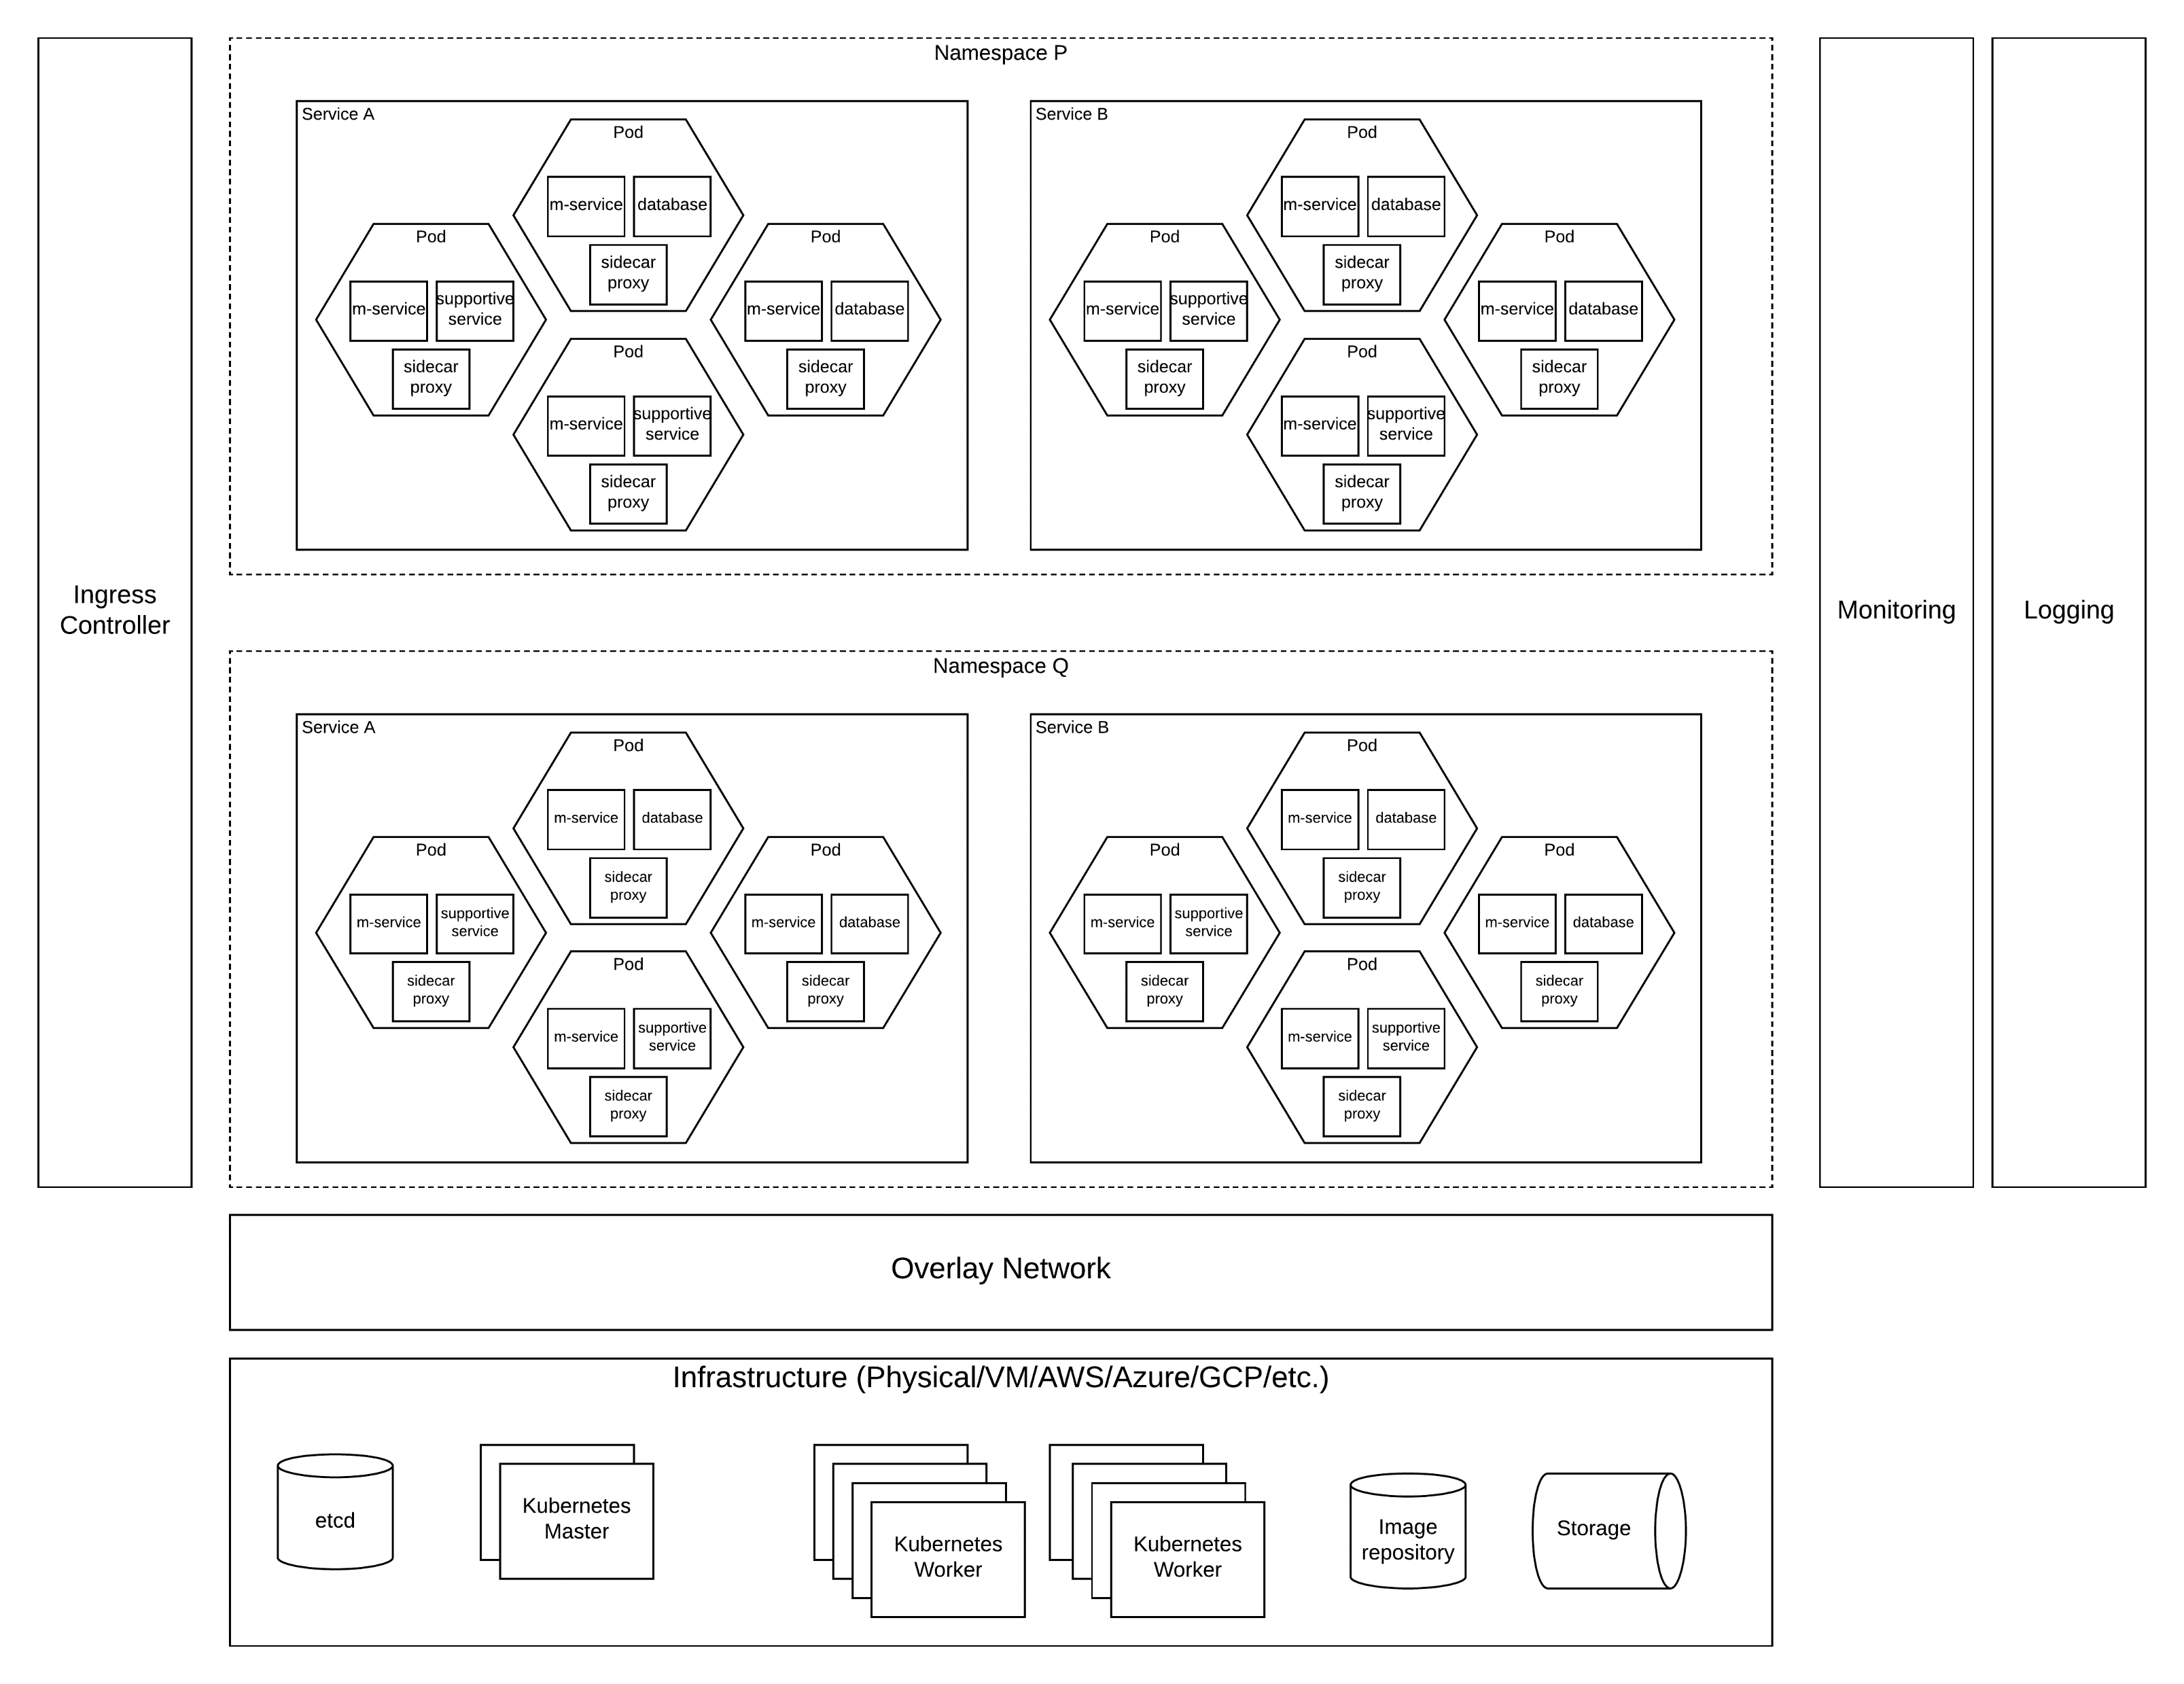 Ingress
Controller
Namespace P
Service A
Pod
m-service
database
sidecar
proxy
Pod
m-service
supportive
service
sidecar
proxy
Pod
m-service
database
sidecar
proxy
Pod
m-service
supportive
service
sidecar
proxy
Service B
Pod
m-service
database
sidecar
proxy
Pod
m-service
supportive
service
sidecar
proxy
Pod
m-service
database
sidecar
proxy
Pod
m-service
supportive
service
sidecar
proxy
Namespace Q
Service A
Pod
m-service
database
sidecar
proxy
Pod
m-service
supportive
service
sidecar
proxy
Pod
m-service
database
sidecar
proxy
Pod
m-service
supportive
service
sidecar
proxy
Service B
Pod
m-service
database
sidecar
proxy
Pod
m-service
supportive
service
sidecar
proxy
Pod
m-service
database
sidecar
proxy
Pod
m-service
supportive
service
sidecar
proxy
Monitoring
Logging
Overlay Network
Infrastructure (Physical/VM/AWS/Azure/GCP/etc.)
etcd
Kubernetes
Master
Kubernetes
Worker
Kubernetes
Worker
Image
repository
Storage